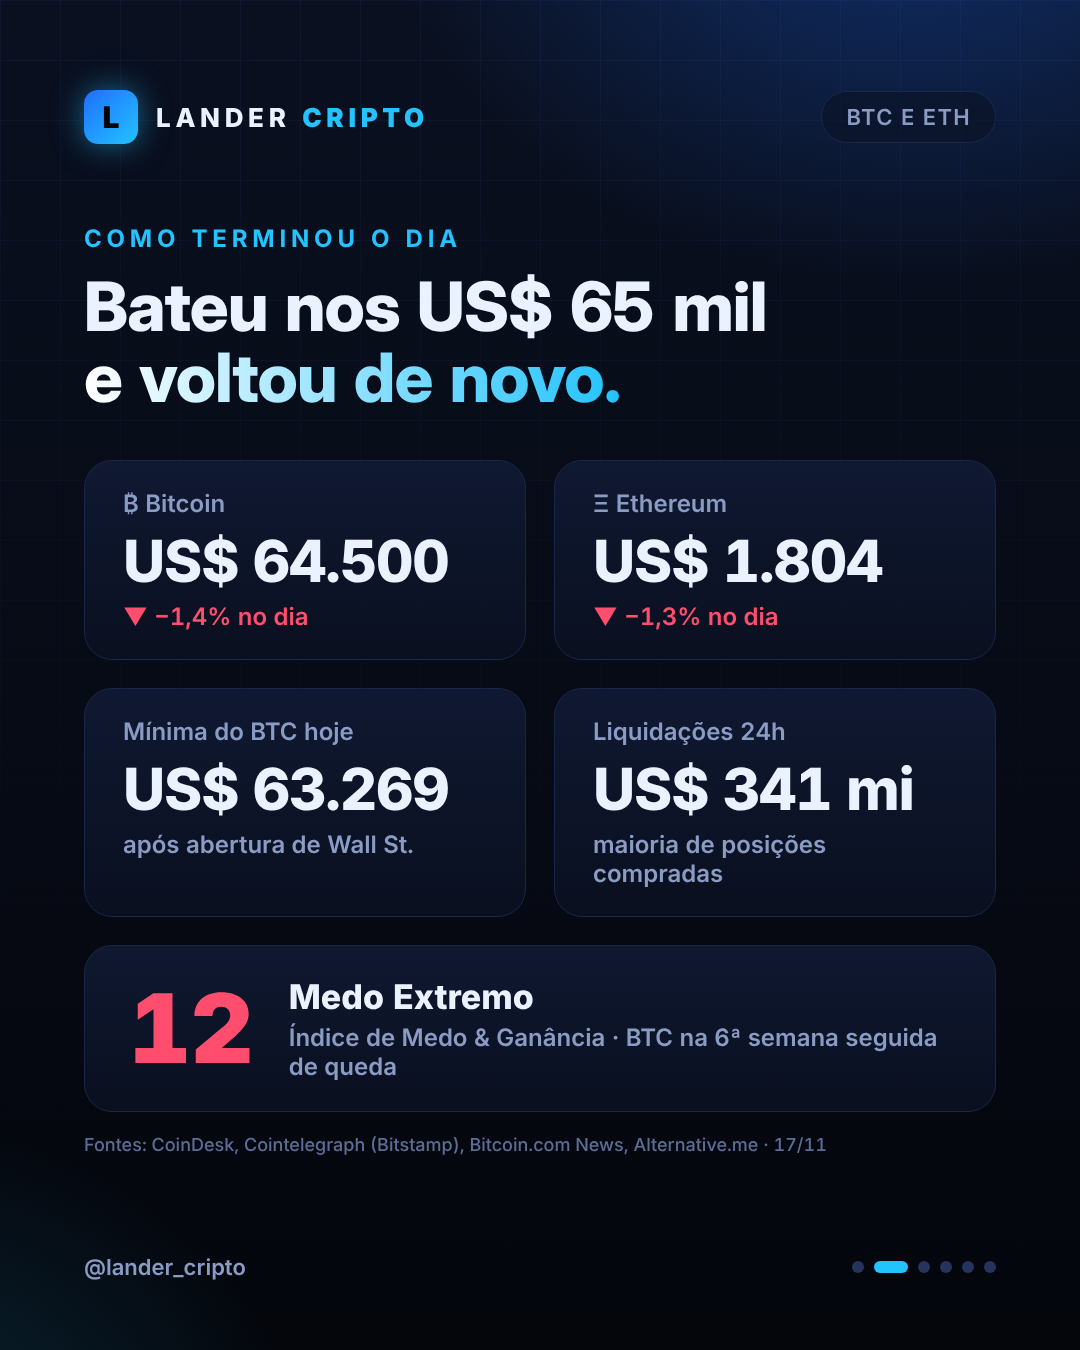 L LANDER CRIPTO
BTC E ETH
COMO TERMINOU O DIA
Bateu nos US$ 65 mil
e voltou de novo.
₿ Bitcoin
US$ 64.500
▼ −1,4% no dia
Ξ Ethereum
US$ 1.804
▼ −1,3% no dia
Mínima do BTC hoje
US$ 63.269
após abertura de Wall St.
Liquidações 24h
US$ 341 mi
maioria de posições
compradas
12
Medo Extremo
Índice de Medo & Ganância · BTC na 6ª semana seguida
de queda
Fontes: CoinDesk, Cointelegraph (Bitstamp), Bitcoin.com News, Alternative.me · 17/11
@lander_cripto